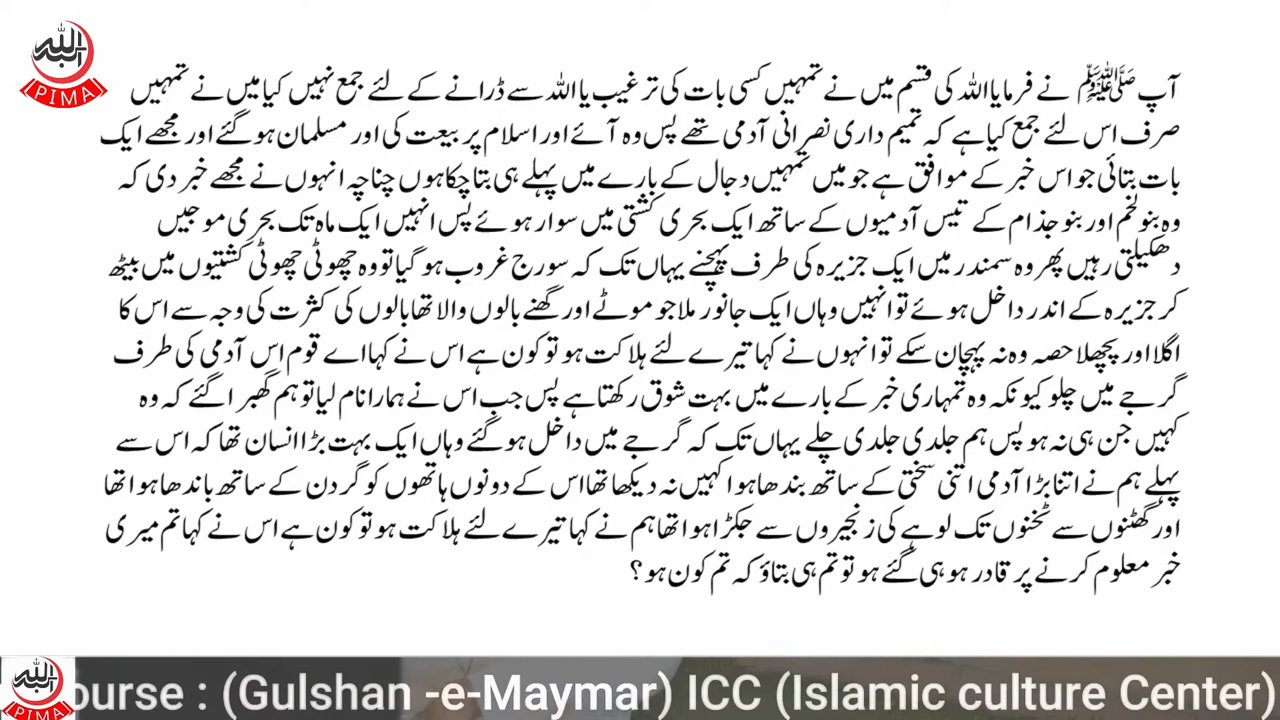 اللہ
PIMA
آپ ﷺ نے فرمایا اللہ کی قسم میں نے تمہیں کسی بات کی ترغیب یا اللہ سے ڈرانے کے لئے جمع نہیں کیا میں نے تمہیں
صرف اس لئے جمع کیا ہے کہ تمیم داری نصرانی آدمی تھے پس وہ آئے اور اسلام پر بیعت کی اور مسلمان ہو گئے اور مجھے ایک
بات بتائی جو اس خبر کے موافق ہے جو میں تمہیں دجال کے بارے میں پہلے ہی بتا چکا ہوں چناچہ انہوں نے مجھے خبر دی کہ
وہ بنو لخم اور بنو جذام کے تیس آدمیوں کے ساتھ ایک بحری کشتی میں سوار ہوئے پس انہیں ایک ماہ تک بحری موجیں
دھکیلتی رہیں پھر وہ سمندر میں ایک جزیرہ کی طرف پہنچے یہاں تک کہ سورج غروب ہو گیا تو وہ چھوٹی چھوٹی کشتیوں میں بیٹھ
کر جزیرہ کے اندر داخل ہوئے تو انہیں وہاں ایک جانور ملا جو موٹے اور گھنے بالوں والا تھا بالوں کی کثرت کی وجہ سے اس کا
اگلا اور پچھلا حصہ وہ نہ پہچان سکے تو انہوں نے کہا تیرے لئے ہلاکت ہو تو کون ہے اس نے کہا اے قوم اس آدمی کی طرف
گرجے میں چلو کیونکہ وہ تمہاری خبر کے بارے میں بہت شوق رکھتا ہے پس جب اس نے ہمارا نام لیا تو ہم گھبرا گئے کہ وہ
کہیں جن ہی نہ ہو پس ہم جلدی جلدی چلے یہاں تک کہ گرجے میں داخل ہو گئے وہاں ایک بہت بڑا انسان تھا کہ اس سے
پہلے ہم نے اتنا بڑا آدمی اتنی سختی کے ساتھ بندھا ہوا کہیں نہ دیکھا تھا اس کے دونوں ہاتھوں کو گردن کے ساتھ باندھا ہوا تھا
اور گھٹنوں سے ٹخنوں تک لوہے کی زنجیروں سے جکڑا ہوا تھا ہم نے کہا تیرے لئے ہلاکت ہو تو کون ہے اس نے کہا تم میری
خبر معلوم کرنے پر قادر ہو ہی گئے ہو تو تم ہی بتاؤ کہ تم کون ہو؟
اللہ
PIMA
ourse : (Gulshan -e-Maymar) ICC (Islamic culture Center)